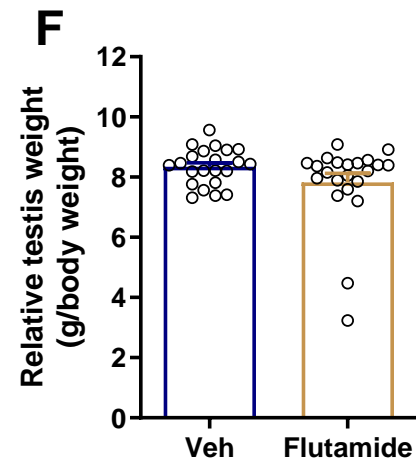 F
Relative testis weight
(g/body weight)
12
10
8
6
4
2
0
Veh
Flutamide